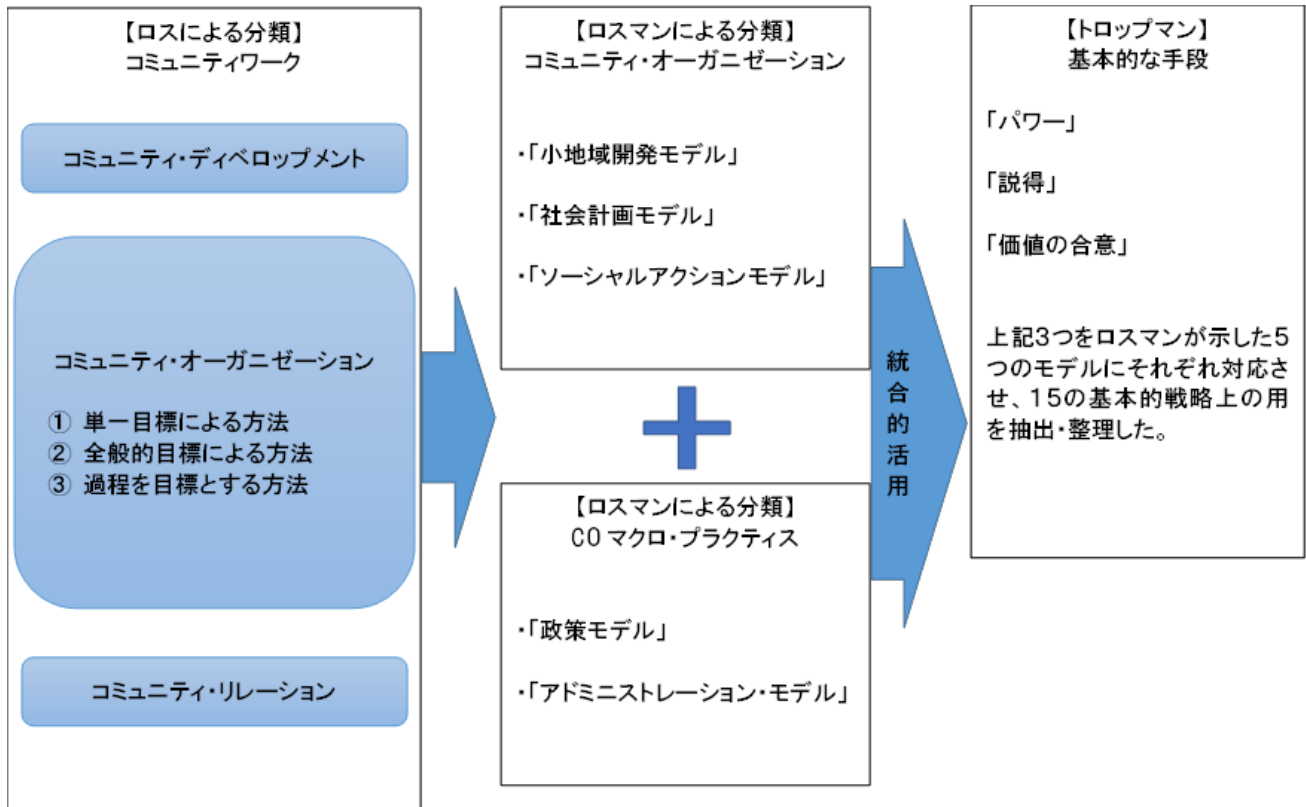 【ロスによる分類】
コミュニティワーク
コミュニティ・ディベロップメント
コミュニティ・オーガニゼーション
① 単一目標による方法
② 全般的目標による方法
③ 過程を目標とする方法
コミュニティ・リレーション
【ロスマンによる分類】
コミュニティ・オーガニゼーション
・「小地域開発モデル」
・「社会計画モデル」
・「ソーシャルアクションモデル」
【ロスマンによる分類】
CO マクロ・プラクティス
・「政策モデル」
・「アドミニストレーション・モデル」
統合的活用
【トロップマン】
基本的な手段
「パワー」
「説得」
「価値の合意」
上記3つをロスマンが示した5
つのモデルにそれぞれ対応さ
せ、15の基本的戦略上の用
を抽出・整理した。